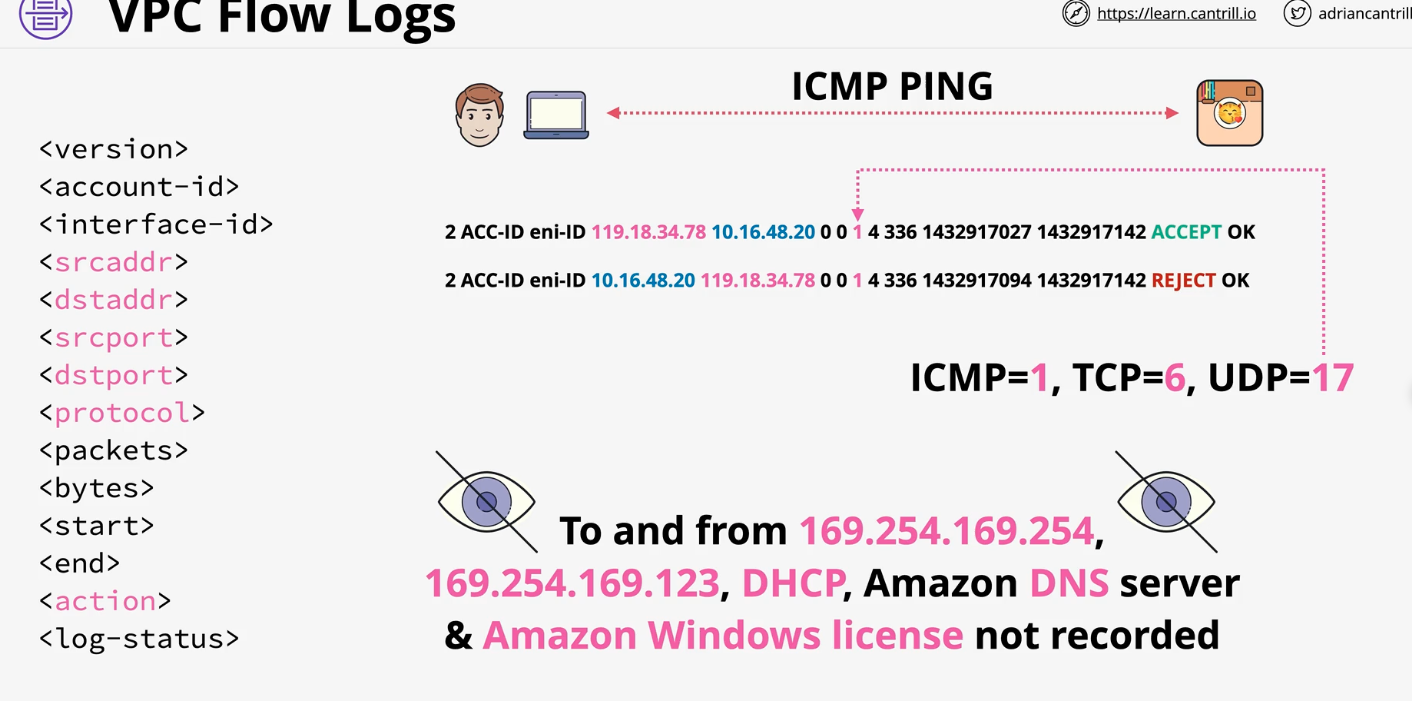 VPC Flow Logs
https://learn.cantrill.io
adriancantrill
ICMP PING
<version>
<account-id>
<interface-id>
<srcaddr>
<dstaddr>
<srcport>
<dstport>
<protocol>
<packets>
<bytes>
<start>
<end>
<action>
<log-status>
2 ACC-ID eni-ID 119.18.34.78 10.16.48.20 0 0 1 4 336 1432917027 1432917142 ACCEPT OK
2 ACC-ID eni-ID 10.16.48.20 119.18.34.78 0 0 1 4 336 1432917094 1432917142 REJECT OK
ICMP=1, TCP=6, UDP=17
To and from 169.254.169.254,
169.254.169.123, DHCP, Amazon DNS server
& Amazon Windows license not recorded